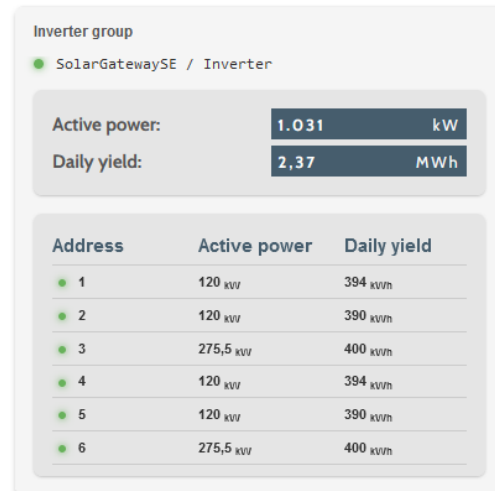 Inverter group
SolarGatewaySE / Inverter
Active power: 1.031 kW
Daily yield: 2,37 MWh
Address Active power Daily yield
1 120 kW 394 kWh
2 120 kW 390 kWh
3 275,5 kW 400 kWh
4 120 kW 394 kWh
5 120 kW 390 kWh
6 275,5 kW 400 kWh